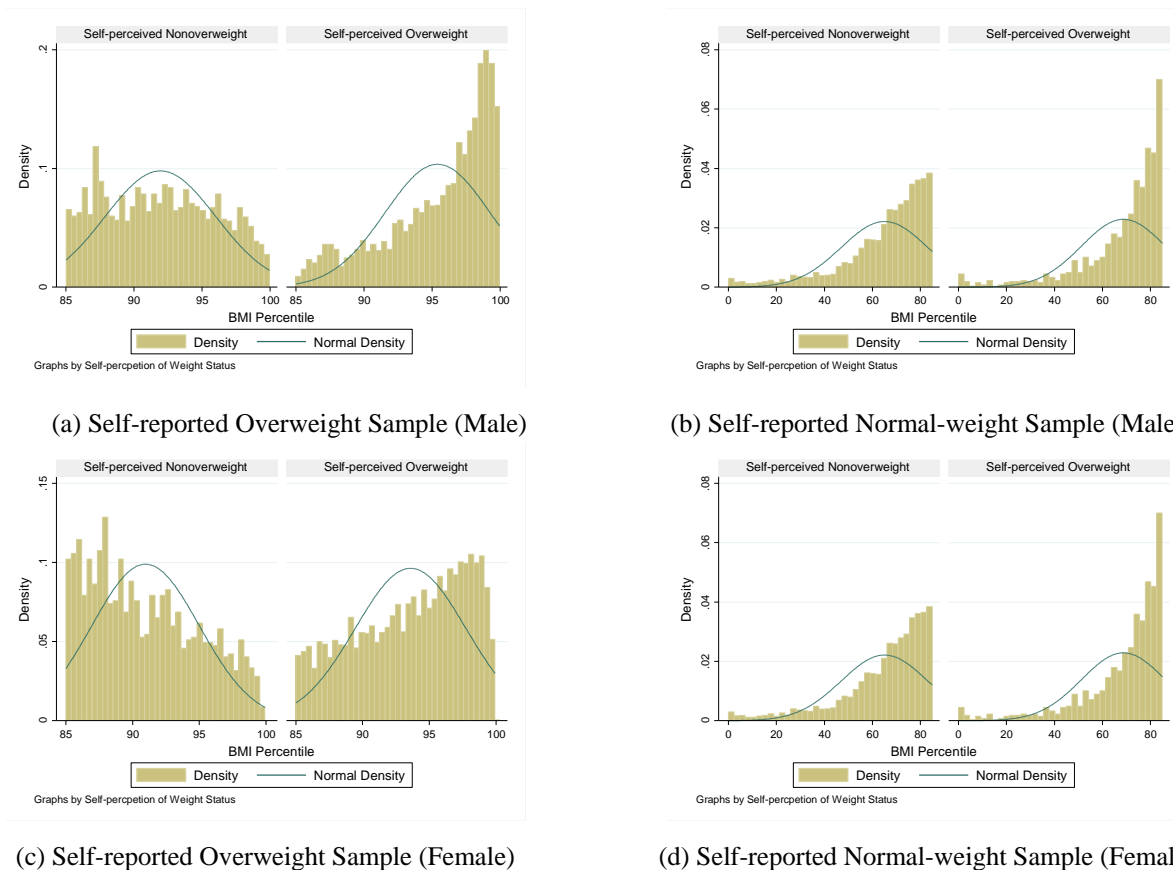 Self-perceived Nonoverweight Self-perceived Overweight
.2
.1
0
Density
85 90 95 100 85 90 95 100
BMI Percentile
Density Normal Density
Graphs by Self-percpetion of Weight Status
(a) Self-reported Overweight Sample (Male)
Self-perceived Nonoverweight Self-perceived Overweight
.08
.06
.04
.02
0
Density
0 20 40 60 80 0 20 40 60 80
BMI Percentile
Density Normal Density
Graphs by Self-percpetion of Weight Status
(b) Self-reported Normal-weight Sample (Male
Self-perceived Nonoverweight Self-perceived Overweight
.15
.1
.05
0
Density
85 90 95 100 85 90 95 100
BMI Percentile
Density Normal Density
Graphs by Self-percpetion of Weight Status
(c) Self-reported Overweight Sample (Female)
Self-perceived Nonoverweight Self-perceived Overweight
.08
.06
.04
.02
0
Density
0 20 40 60 80 0 20 40 60 80
BMI Percentile
Density Normal Density
Graphs by Self-percpetion of Weight Status
(d) Self-reported Normal-weight Sample (Femal